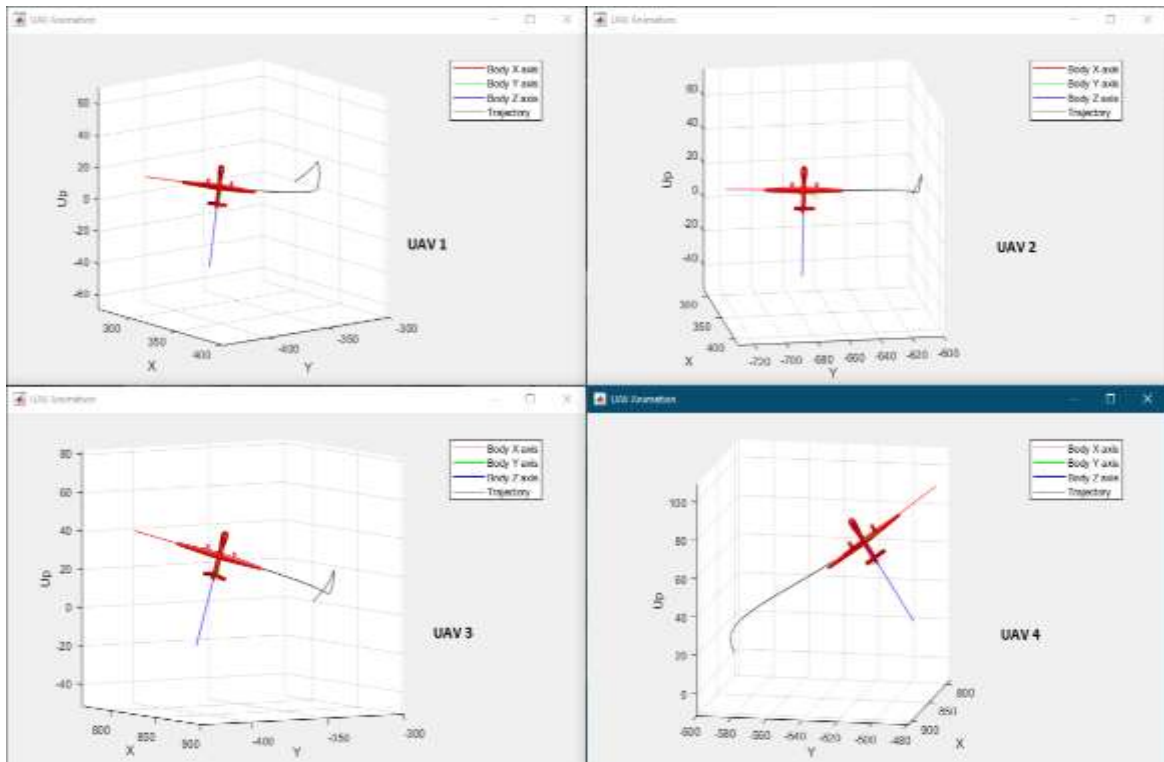 UAV Animation
Body X axis
Body Y axis
Body Z axis
Trajectory
60
40
20
0
-20
-40
-60
Up
300
350
400
X
-400
-350
-300
Y
UAV 1
UAV Animation
Body X axis
Body Y axis
Body Z axis
Trajectory
60
40
20
0
-20
-40
Up
300
350
400
X
-720
-700
-680
-660
-640
-620
-600
Y
UAV 2
UAV Animation
Body X axis
Body Y axis
Body Z axis
Trajectory
80
60
40
20
0
-20
-40
Up
800
850
900
X
-400
-350
-300
Y
UAV 3
UAV Animation
Body X axis
Body Y axis
Body Z axis
Trajectory
100
80
60
40
20
0
Up
-600
-580
-560
-540
-520
-500
-480
Y
800
850
900
X
UAV 4